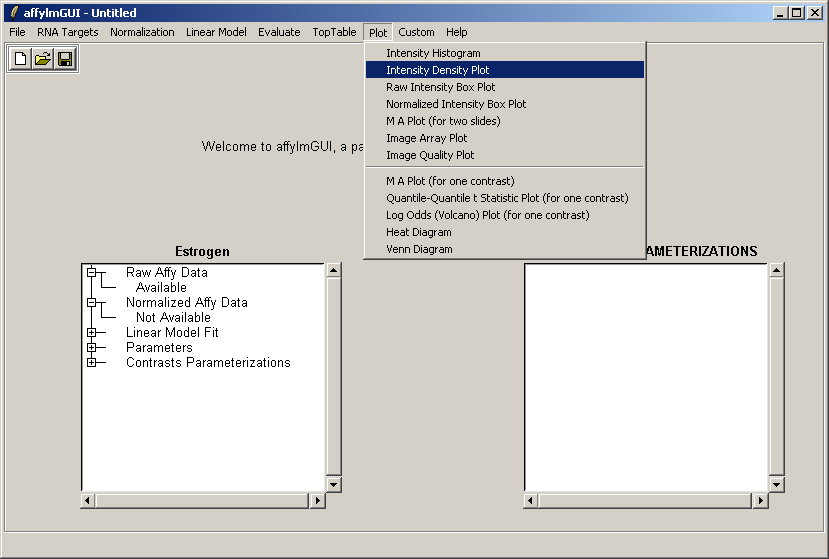 affylmGUI - Untitled
File RNA Targets Normalization Linear Model Evaluate TopTable Plot Custom Help
Intensity Histogram
Intensity Density Plot
Raw Intensity Box Plot
Normalized Intensity Box Plot
M A Plot (for two slides)
Image Array Plot
Image Quality Plot
M A Plot (for one contrast)
Quantile-Quantile t Statistic Plot (for one contrast)
Log Odds (Volcano) Plot (for one contrast)
Heat Diagram
Venn Diagram
Welcome to affylmGUI, a pa
Estrogen
Raw Affy Data
Available
Normalized Affy Data
Not Available
Linear Model Fit
Parameters
Contrasts Parameterizations
AMETERIZATIONS